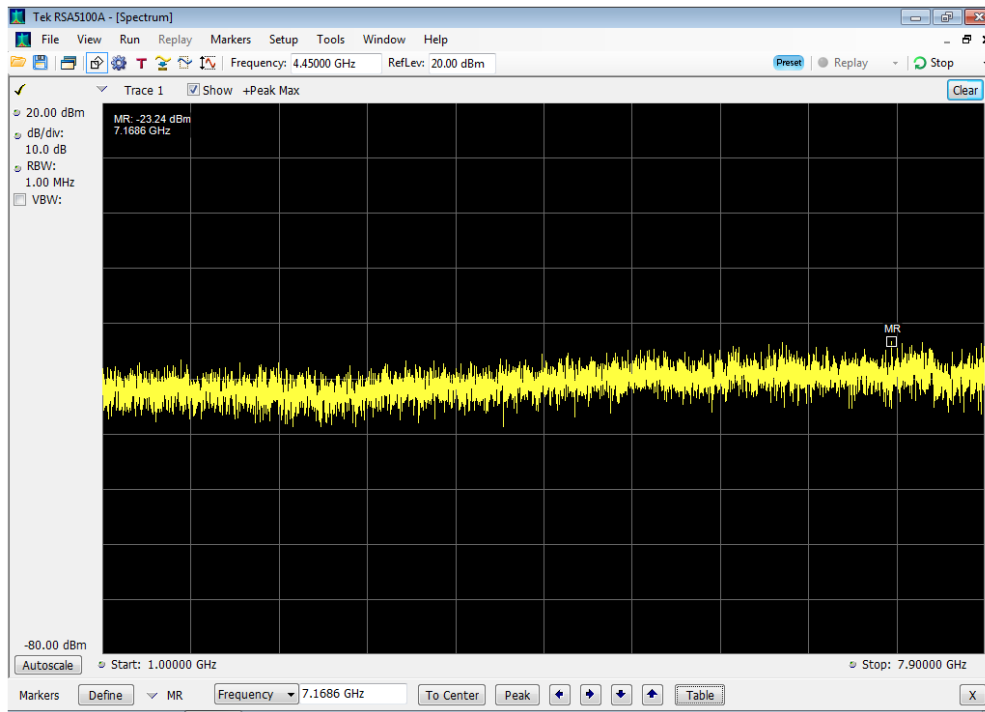 Tek RSA5100A - [Spectrum]
File View Run Replay Markers Setup Tools Window Help
T Frequency: 4.45000 GHz RefLev: 20.00 dBm Preset Replay Stop
Trace 1 Show +Peak Max Clear
20.00 dBm
dB/div:
10.0 dB
RBW:
1.00 MHz
VBW:
MR: -23.24 dBm
7.1686 GHz
MR
-80.00 dBm
Autoscale Start: 1.00000 GHz Stop: 7.90000 GHz
Markers Define MR Frequency 7.1686 GHz To Center Peak Table X